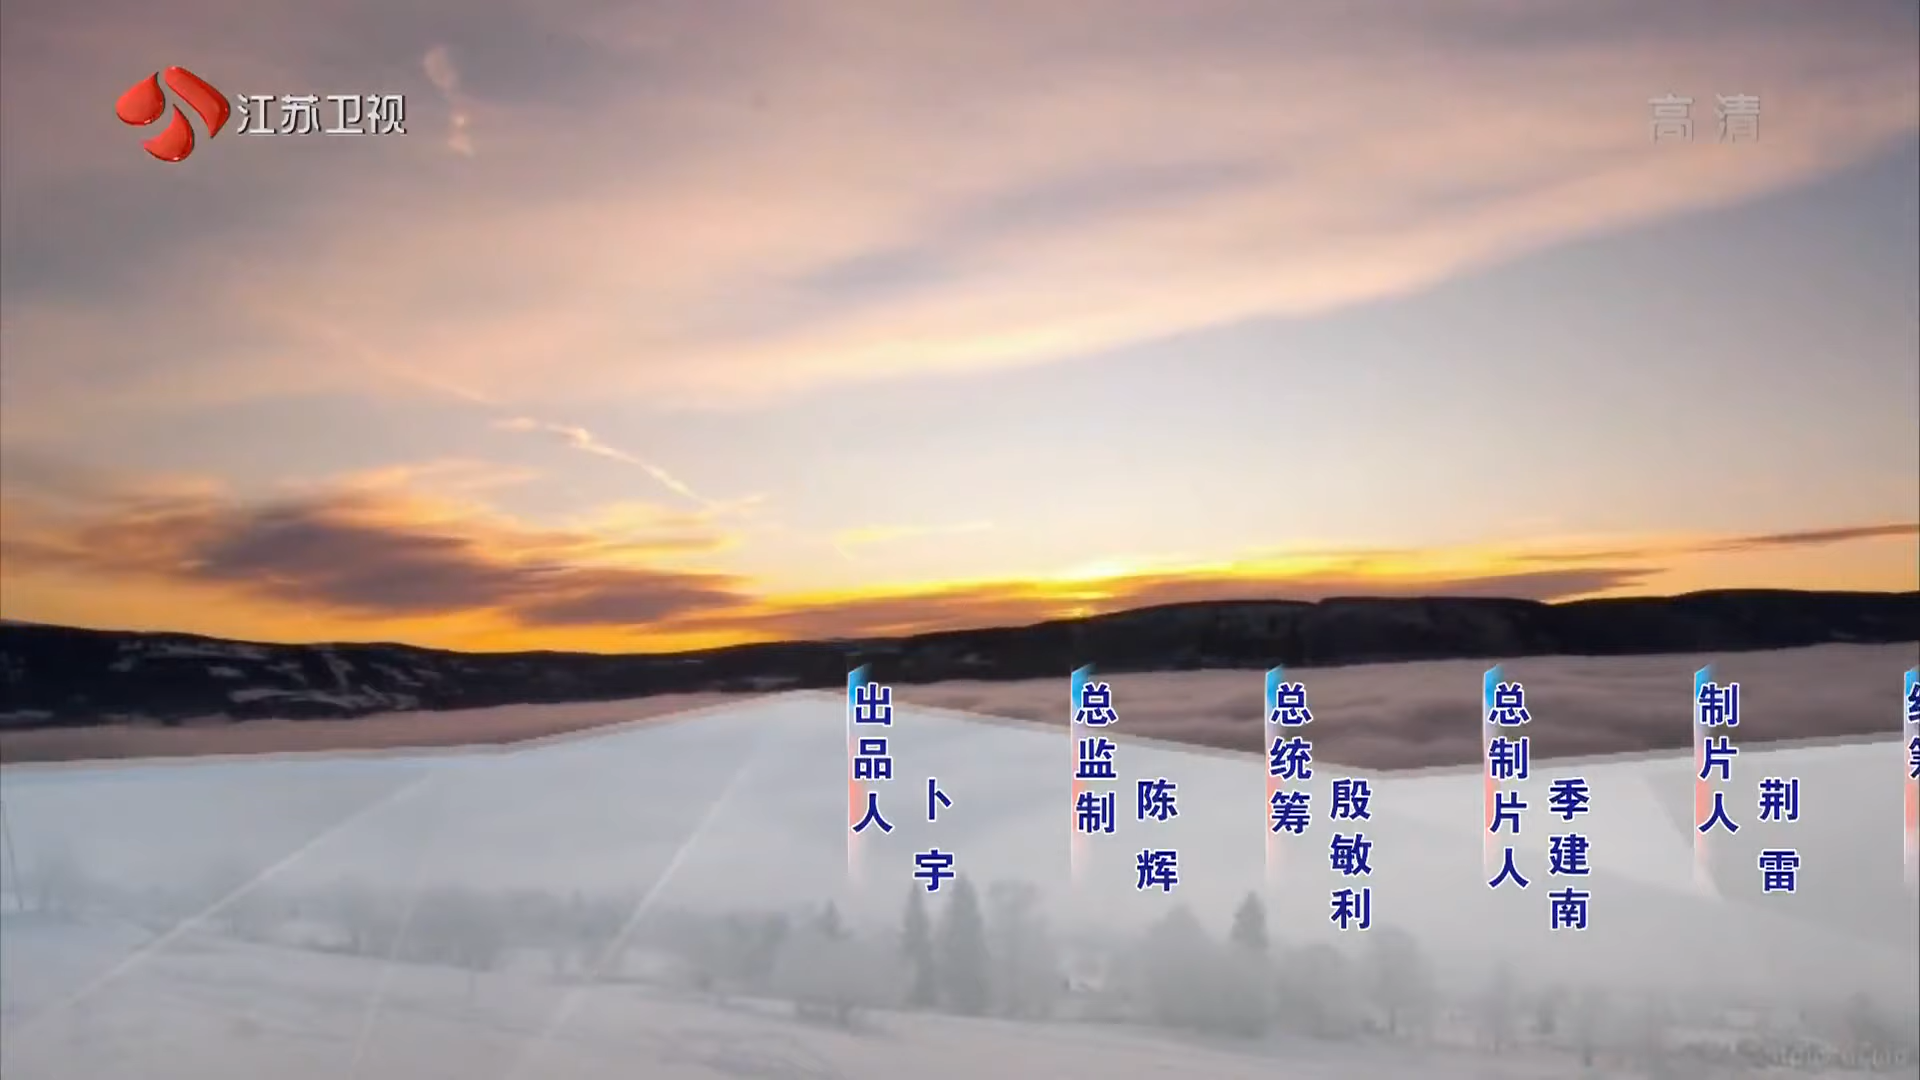 江苏卫视
高清
出品人
卜宇
总监制
陈辉
总统筹
殷敏利
总制片人
季建南
制片人
荆雷